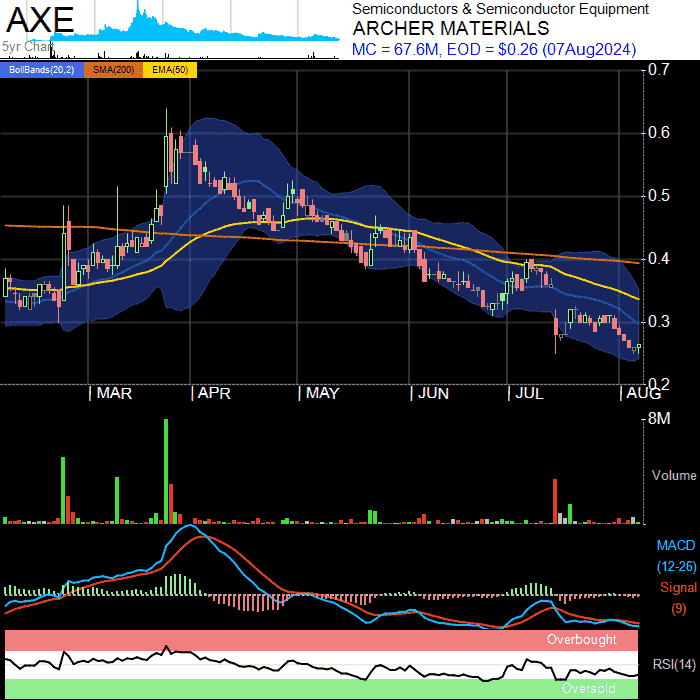 AXE
5yr Chart
Semiconductors & Semiconductor Equipment
ARCHER MATERIALS
MC = 67.6M, EOD = $0.26 (07Aug2024)
BollBands(20,2) SMA(200) EMA(50)
0.7
0.6
0.5
0.4
0.3
0.2
MAR APR MAY JUN JUL AUG
8M
Volume
MACD
(12-26)
Signal
(9)
Overbought
RSI(14)
Oversold